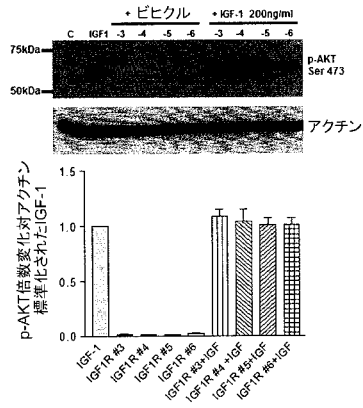 + ビヒクル
+ IGF-1 200ng/ml
C IGF1 -3 -4 -5 -6 -3 -4 -5 -6
75kDa
50kDa
p-AKT
Ser 473
アクチン
p-AKT倍数変化対アクチン
標準化されたIGF-1
1.5
1.0
0.5
0.0
IGF-1
IGF1R #3
IGF1R #4
IGF1R #5
IGF1R #6
IGF1R #3+IGF
IGF1R #4 +IGF
IGF1R #5+IGF
IGF1R #6+IGF